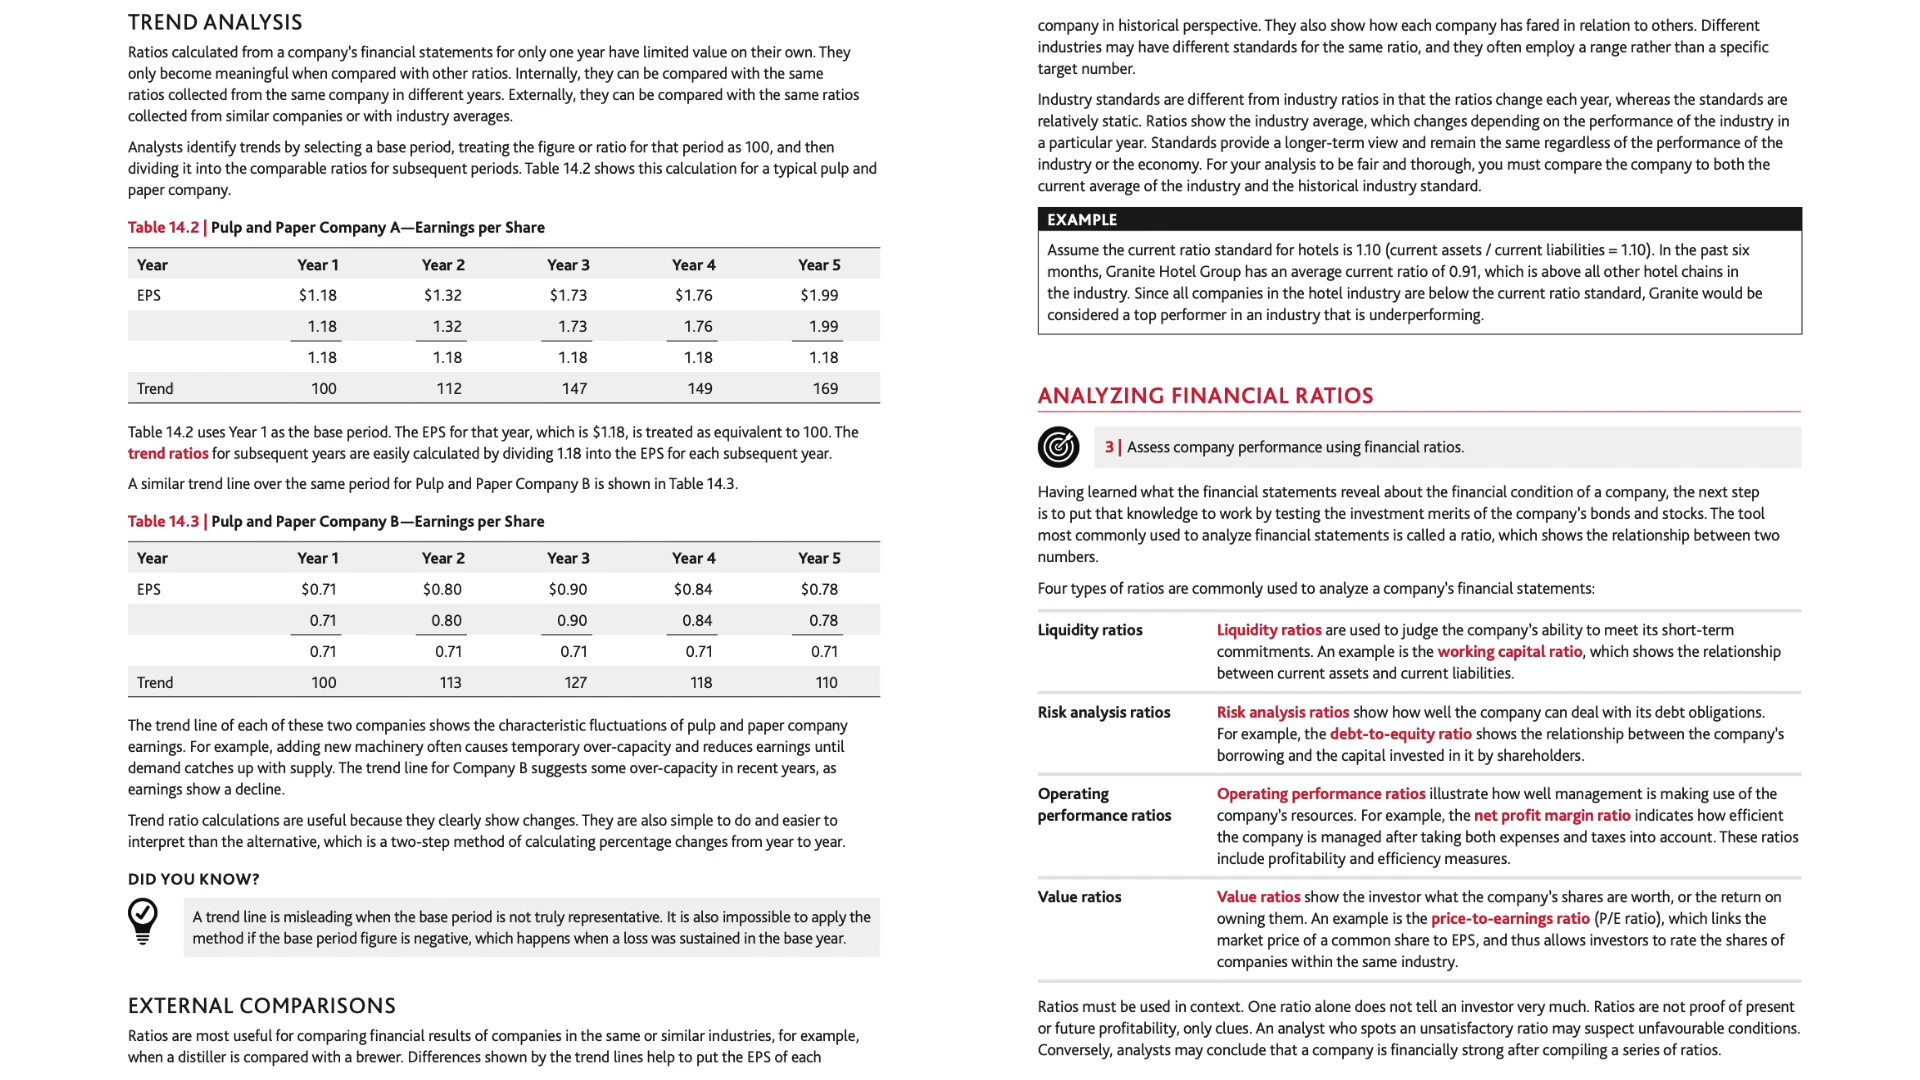 TREND ANALYSIS
Ratios calculated from a company's financial statements for only one year have limited value on their own. They
only become meaningful when compared with other ratios. Internally, they can be compared with the same
ratios collected from the same company in different years. Externally, they can be compared with the same ratios
collected from similar companies or with industry averages.
Analysts identify trends by selecting a base period, treating the figure or ratio for that period as 100, and then
dividing it into the comparable ratios for subsequent periods. Table 14.2 shows this calculation for a typical pulp and
paper company.
Table 14.2 | Pulp and Paper Company A—Earnings per Share
Year Year 1 Year 2 Year 3 Year 4 Year 5
EPS $1.18 $1.32 $1.73 $1.76 $1.99
1.18 1.32 1.73 1.76 1.99
1.18 1.18 1.18 1.18 1.18
Trend 100 112 147 149 169
Table 14.2 uses Year 1 as the base period. The EPS for that year, which is $1.18, is treated as equivalent to 100. The
trend ratios for subsequent years are easily calculated by dividing 1.18 into the EPS for each subsequent year.
A similar trend line over the same period for Pulp and Paper Company B is shown in Table 14.3.
Table 14.3 | Pulp and Paper Company B—Earnings per Share
Year Year 1 Year 2 Year 3 Year 4 Year 5
EPS $0.71 $0.80 $0.90 $0.84 $0.78
0.71 0.80 0.90 0.84 0.78
0.71 0.71 0.71 0.71 0.71
Trend 100 113 127 118 110
The trend line of each of these two companies shows the characteristic fluctuations of pulp and paper company
earnings. For example, adding new machinery often causes temporary over-capacity and reduces earnings until
demand catches up with supply. The trend line for Company B suggests some over-capacity in recent years, as
earnings show a decline.
Trend ratio calculations are useful because they clearly show changes. They are also simple to do and easier to
interpret than the alternative, which is a two-step method of calculating percentage changes from year to year.
DID YOU KNOW?
A trend line is misleading when the base period is not truly representative. It is also impossible to apply the
method if the base period figure is negative, which happens when a loss was sustained in the base year.
EXTERNAL COMPARISONS
Ratios are most useful for comparing financial results of companies in the same or similar industries, for example,
when a distiller is compared with a brewer. Differences shown by the trend lines help to put the EPS of each
company in historical perspective. They also show how each company has fared in relation to others. Different
industries may have different standards for the same ratio, and they often employ a range rather than a specific
target number.
Industry standards are different from industry ratios in that the ratios change each year, whereas the standards are
relatively static. Ratios show the industry average, which changes depending on the performance of the industry in
a particular year. Standards provide a longer-term view and remain the same regardless of the performance of the
industry or the economy. For your analysis to be fair and thorough, you must compare the company to both the
current average of the industry and the historical industry standard.
EXAMPLE
Assume the current ratio standard for hotels is 1.10 (current assets / current liabilities = 1.10). In the past six
months, Granite Hotel Group has an average current ratio of 0.91, which is above all other hotel chains in
the industry. Since all companies in the hotel industry are below the current ratio standard, Granite would be
considered a top performer in an industry that is underperforming.
ANALYZING FINANCIAL RATIOS
3 | Assess company performance using financial ratios.
Having learned what the financial statements reveal about the financial condition of a company, the next step
is to put that knowledge to work by testing the investment merits of the company's bonds and stocks. The tool
most commonly used to analyze financial statements is called a ratio, which shows the relationship between two
numbers.
Four types of ratios are commonly used to analyze a company's financial statements:
Liquidity ratios Liquidity ratios are used to judge the company's ability to meet its short-term
commitments. An example is the working capital ratio, which shows the relationship
between current assets and current liabilities.
Risk analysis ratios Risk analysis ratios show how well the company can deal with its debt obligations.
For example, the debt-to-equity ratio shows the relationship between the company's
borrowing and the capital invested in it by shareholders.
Operating Operating performance ratios illustrate how well management is making use of the
performance ratios company's resources. For example, the net profit margin ratio indicates how efficient
the company is managed after taking both expenses and taxes into account. These ratios
include profitability and efficiency measures.
Value ratios Value ratios show the investor what the company's shares are worth, or the return on
owning them. An example is the price-to-earnings ratio (P/E ratio), which links the
market price of a common share to EPS, and thus allows investors to rate the shares of
companies within the same industry.
Ratios must be used in context. One ratio alone does not tell an investor very much. Ratios are not proof of present
or future profitability, only clues. An analyst who spots an unsatisfactory ratio may suspect unfavourable conditions.
Conversely, analysts may conclude that a company is financially strong after compiling a series of ratios.